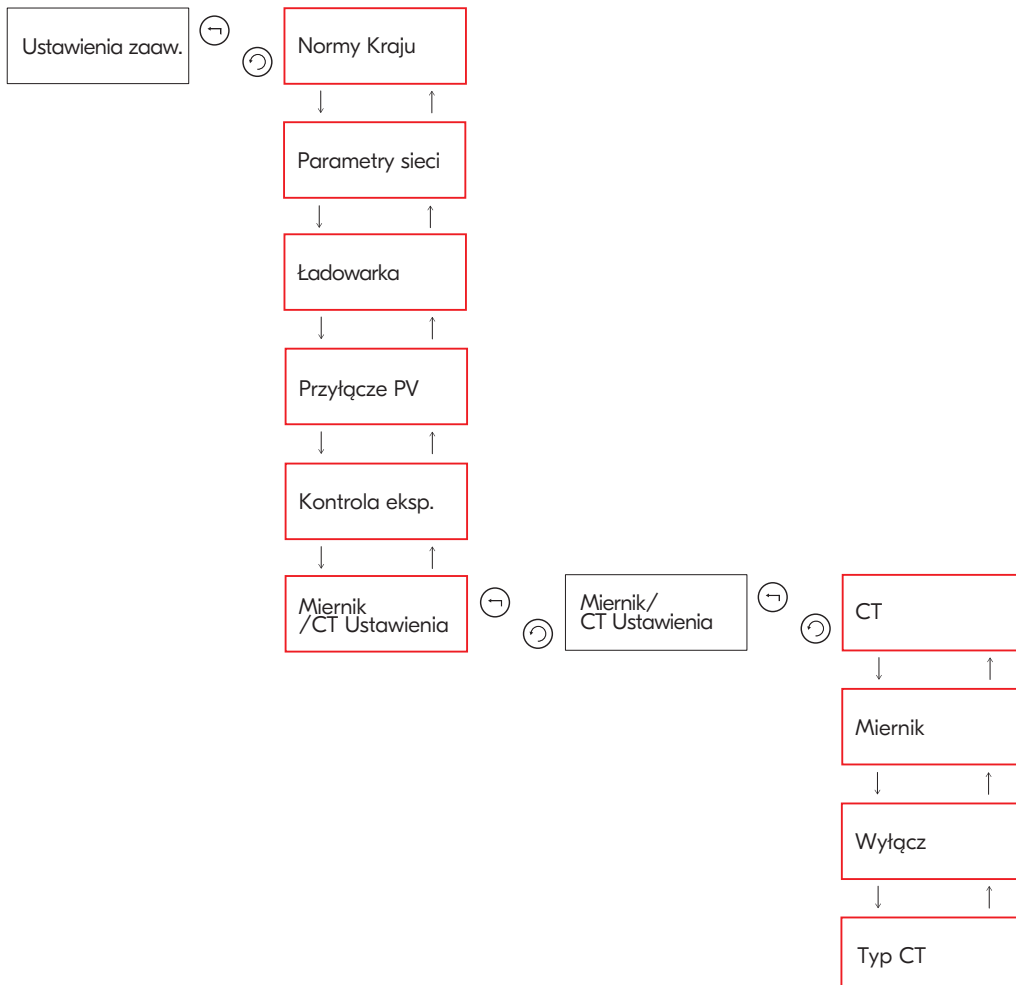 Ustawienia zaaw.
Normy Kraju
Parametry sieci
Ładowarka
Przyłącze PV
Kontrola eksp.
Miernik
/CT Ustawienia
Miernik/
CT Ustawienia
CT
Miernik
Wyłącz
Typ CT